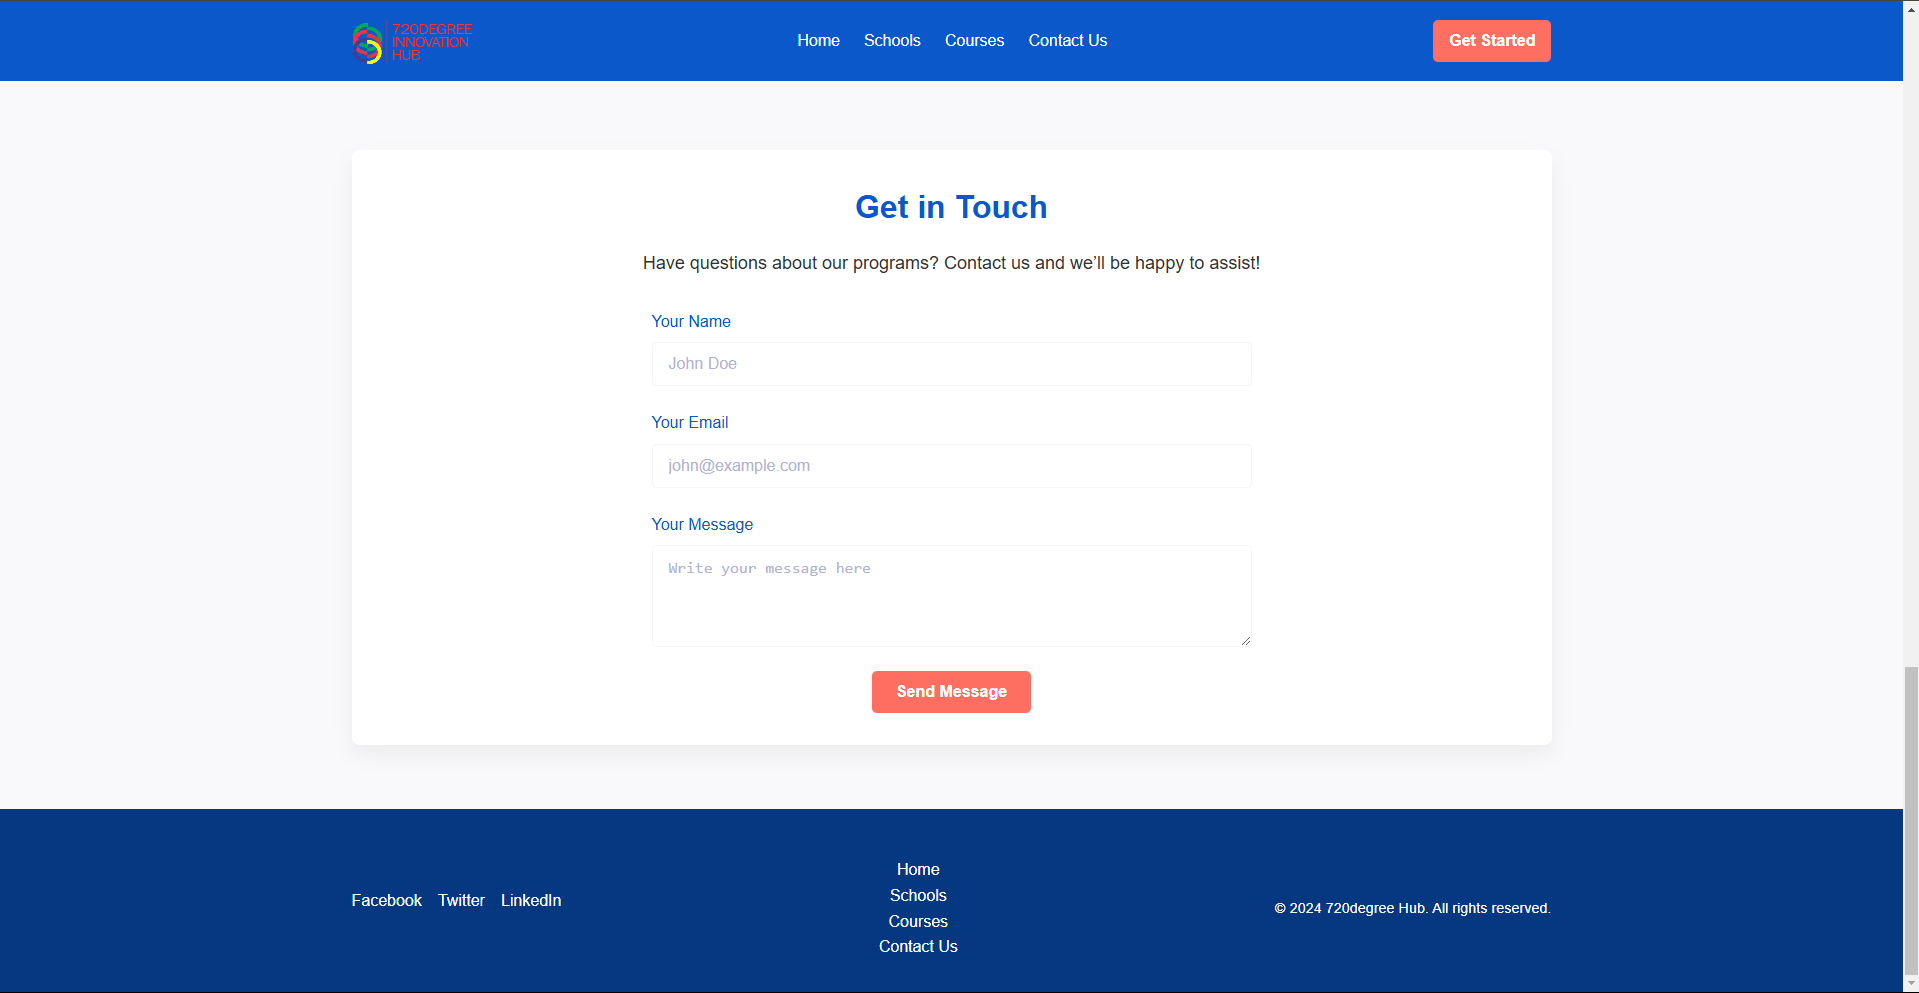 720DEGREE
INNOVATION
HUB
Home Schools Courses Contact Us
Get Started
Get in Touch
Have questions about our programs? Contact us and we’ll be happy to assist!
Your Name
John Doe
Your Email
john@example.com
Your Message
Write your message here
Send Message
Facebook Twitter LinkedIn
Home
Schools
Courses
Contact Us
© 2024 720degree Hub. All rights reserved.